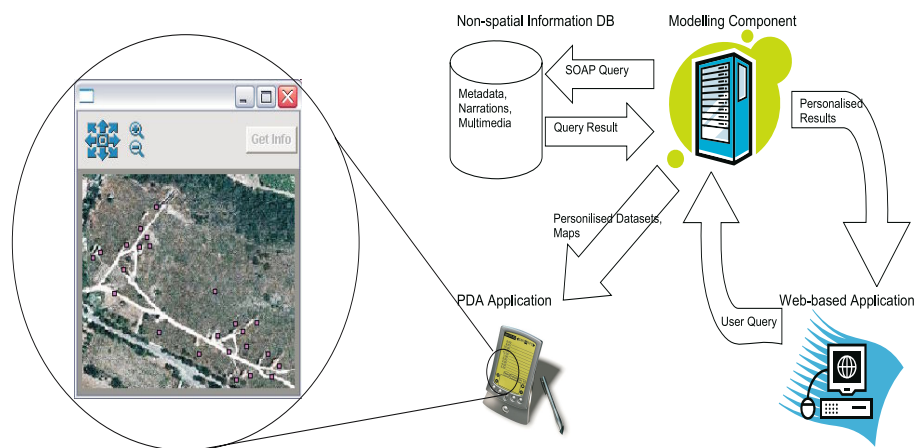 Non-spatial Information DB
Modelling Component
SOAP Query
Metadata,
Narrations,
Multimedia
Query Result
Personalised
Results
Get Info
Personilised Datasets,
Maps
PDA Application
Web-based Application
User Query